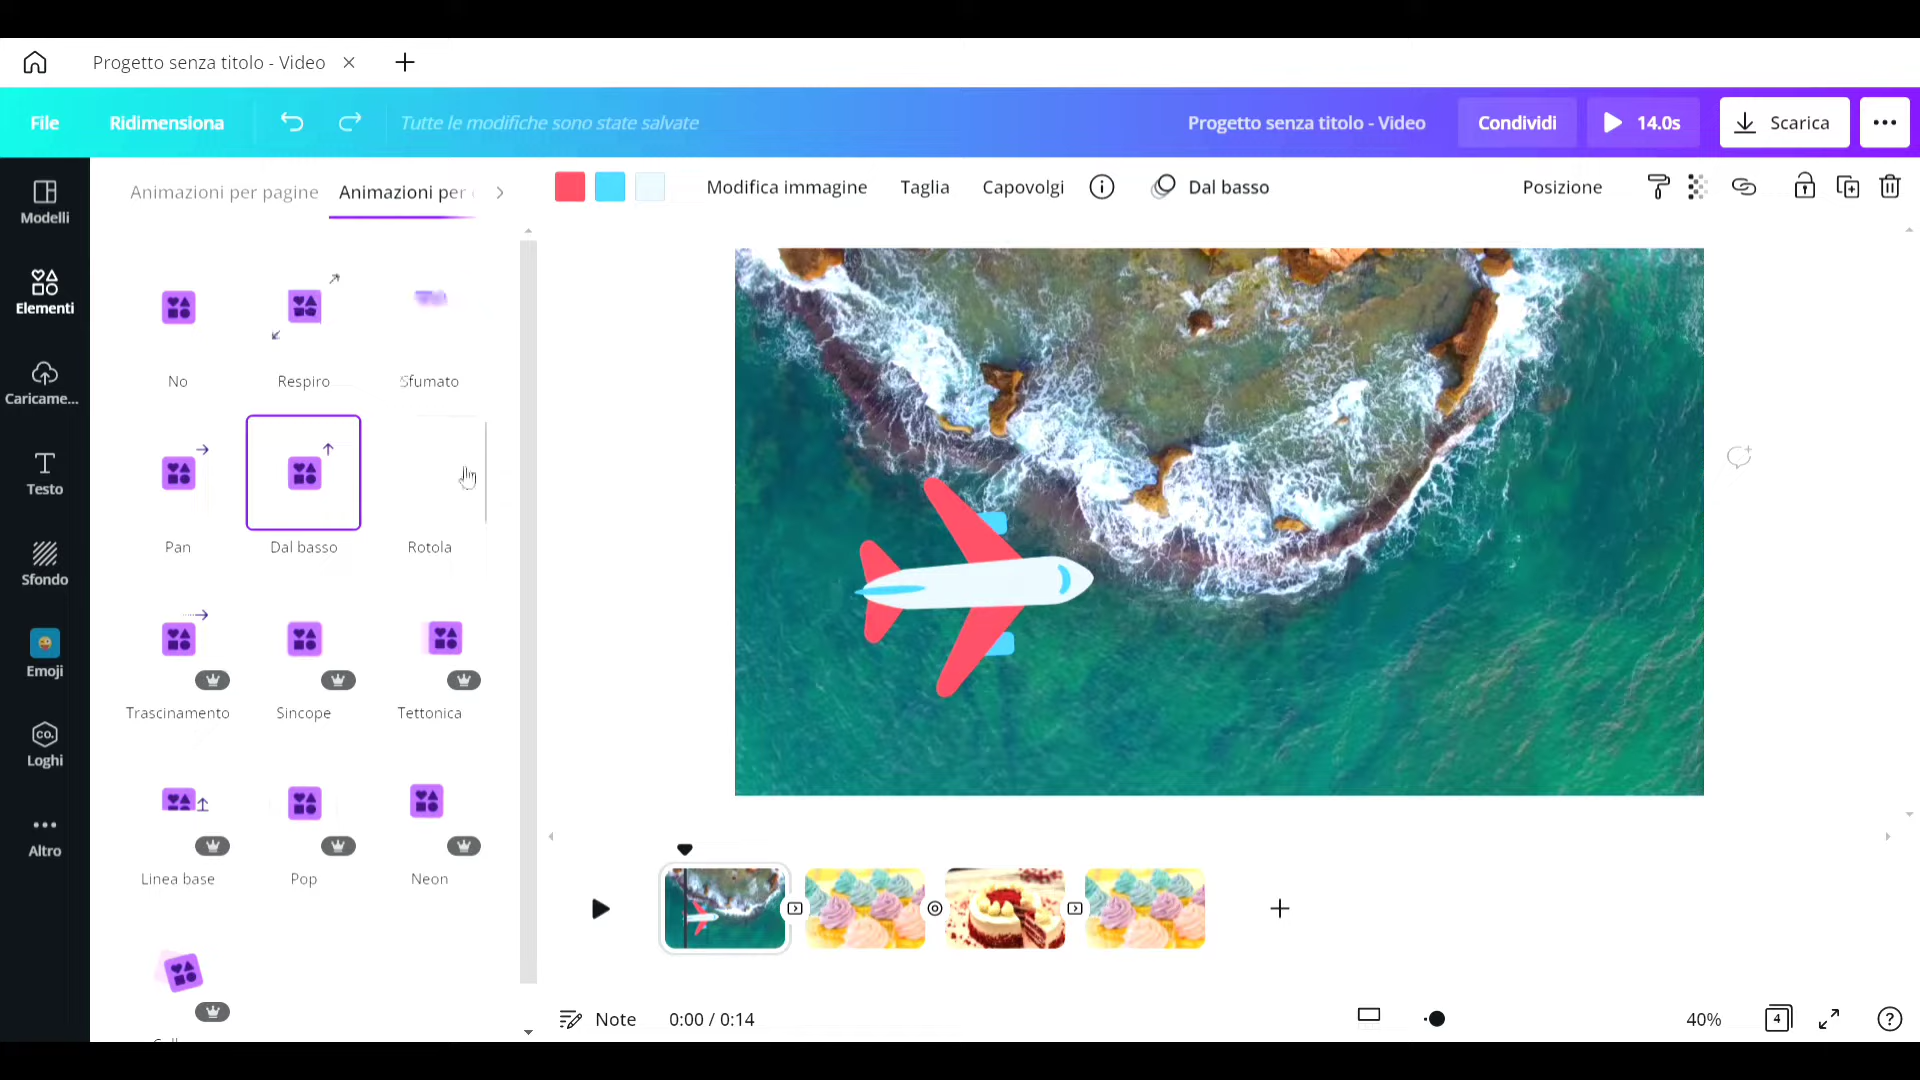 Progetto senza titolo - Video
File
Ridimensiona
Tutte le modifiche sono state salvate
Progetto senza titolo - Video
Condividi
14.0s
Scarica
Modelli
Elementi
Caricame...
Testo
Sfondo
Emoji
CO.
Loghi
Altro
Animazioni per pagine
Animazioni per
No
Respiro
Sfumato
Pan
Dal basso
Rotola
Trascinamento
Sincope
Tettonica
Linea base
Pop
Neon
Modifica immagine
Taglia
Capovolgi
Dal basso
Posizione
Note
0:00 / 0:14
40%
4